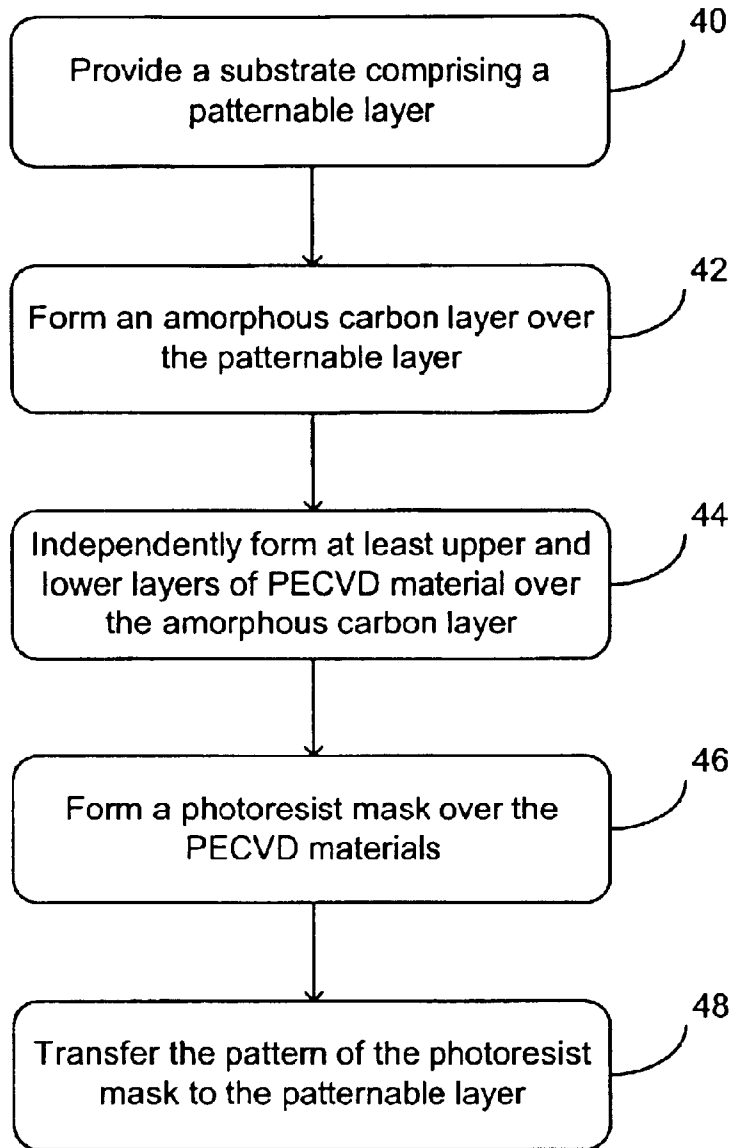 40
Provide a substrate comprising a
patternable layer
42
Form an amorphous carbon layer over
the patternable layer
44
Independently form at least upper and
lower layers of PECVD material over
the amorphous carbon layer
46
Form a photoresist mask over the
PECVD materials
48
Transfer the pattern of the photoresist
mask to the patternable layer